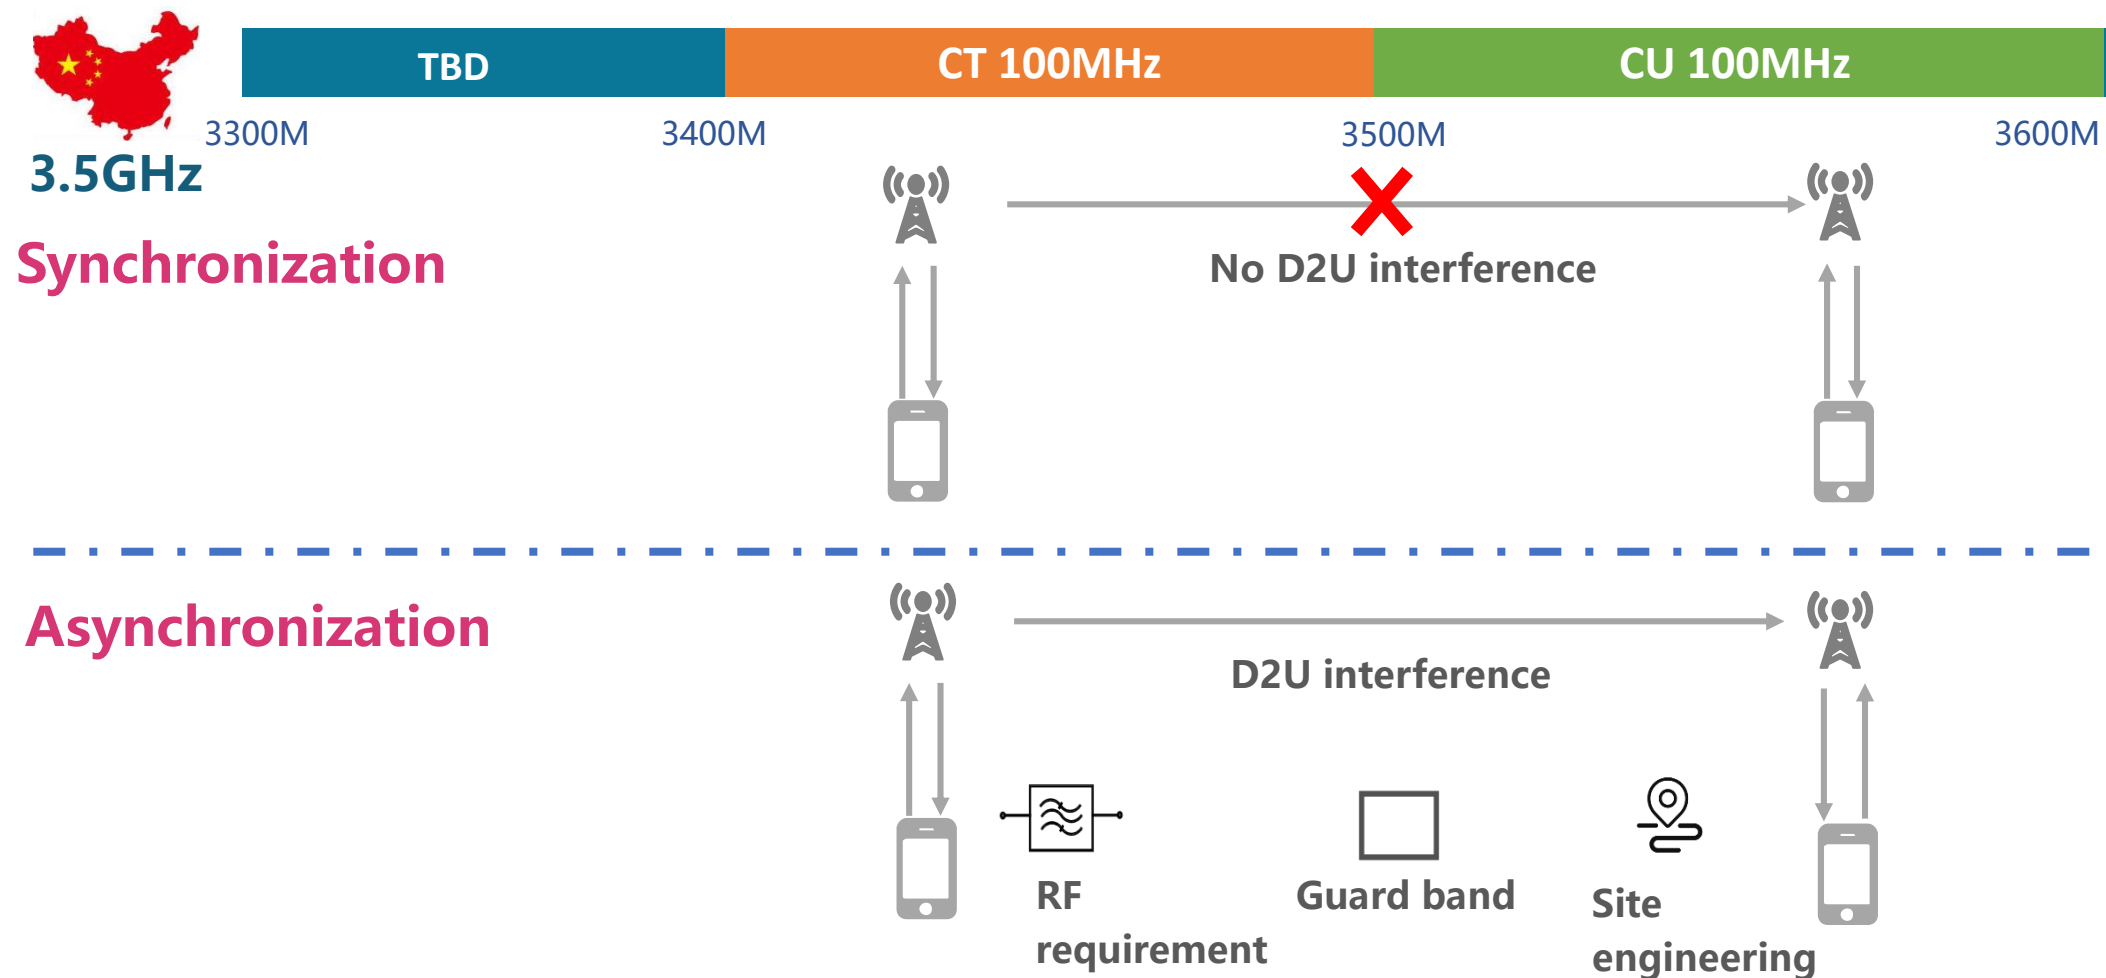 TBD
CT 100MHz
CU 100MHz
3300M
3400M
3500M
3600M
3.5GHz
Synchronization
No D2U interference
Asynchronization
D2U interference
RF
requirement
Guard band
Site
engineering